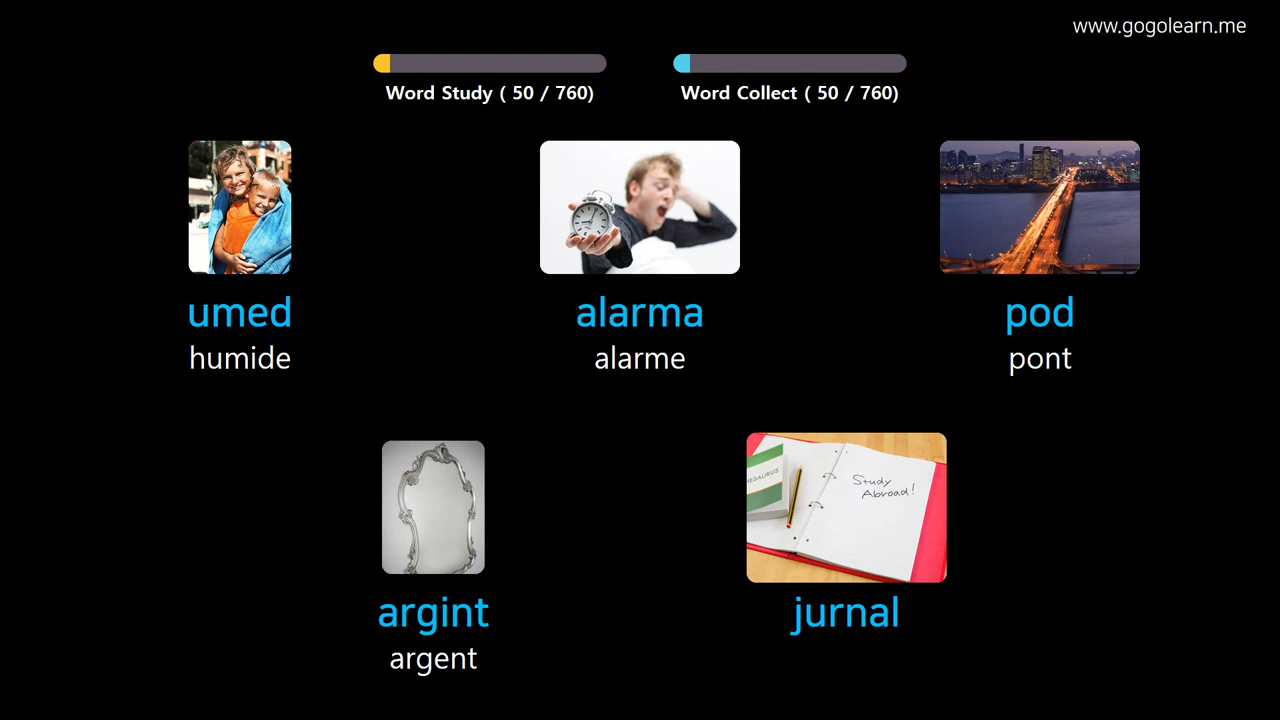 www.gogolearn.me
Word Study ( 50 / 760)
Word Collect ( 50 / 760)
umed
humide
alarma
alarme
pod
pont
THESAURUS
Study
Abroad!
argint
argent
jurnal